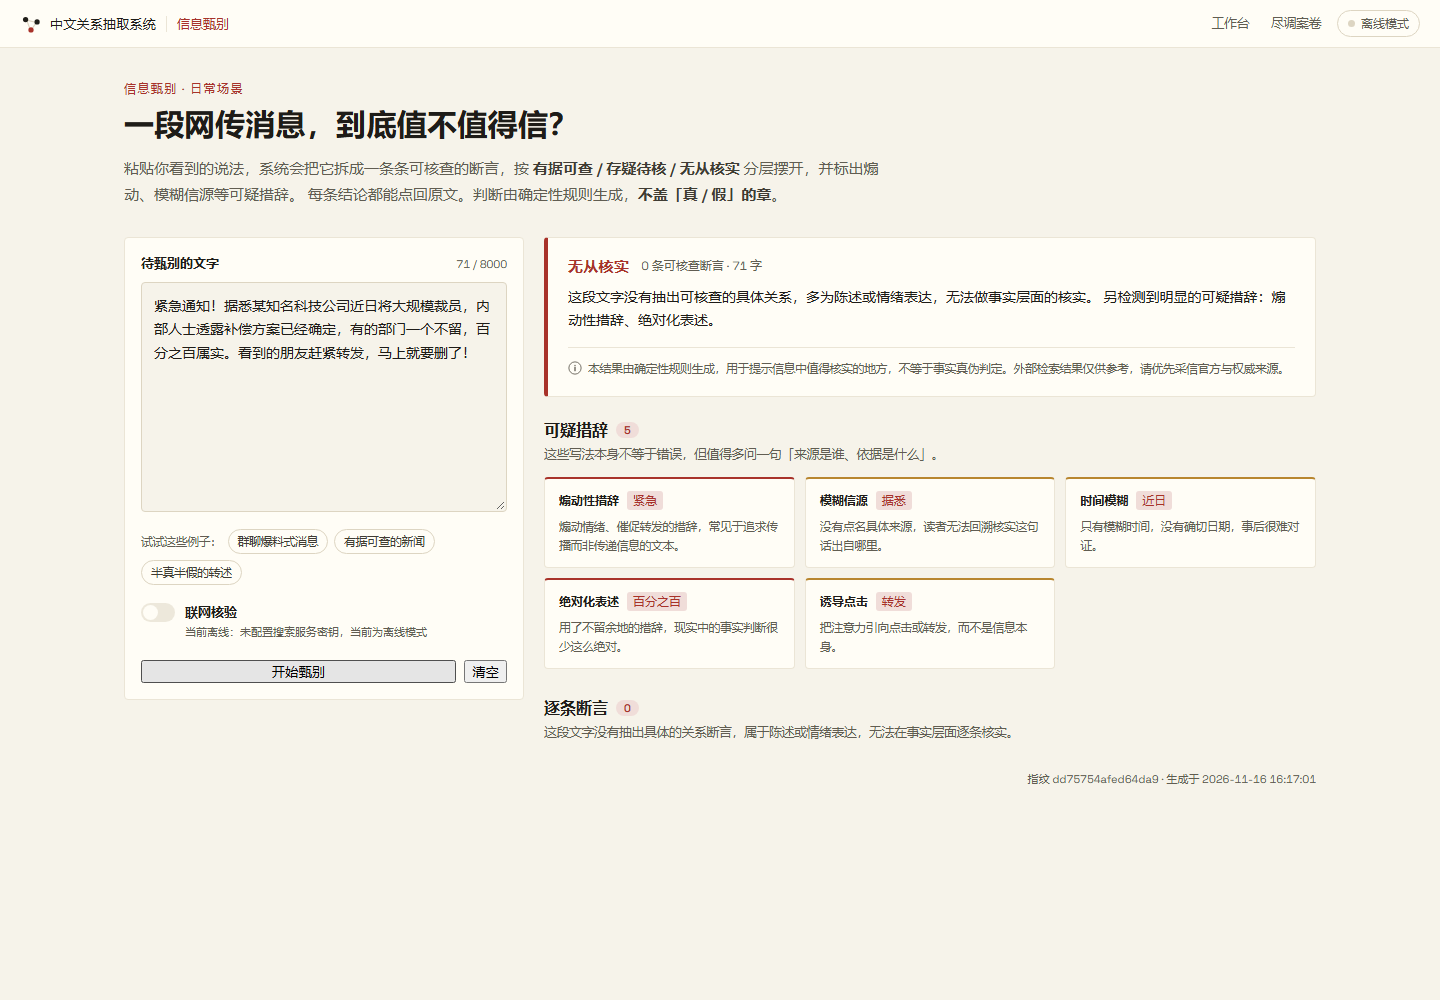 中文关系抽取系统 信息甄别 工作台 尽调案卷 离线模式
信息甄别 · 日常场景
一段网传消息，到底值不值得信？
粘贴你看到的说法，系统会把它拆成一条条可核查的断言，按 有据可查 / 存疑待核 / 无从核实 分层摆开，并标出煽
动、模糊信源等可疑措辞。 每条结论都能点回原文。判断由确定性规则生成，不盖「真 / 假」的章。
待甄别的文字 71 / 8000
紧急通知！据悉某知名科技公司近日将大规模裁员，内
部人士透露补偿方案已经确定，有的部门一个不留，百
分之百属实。看到的朋友赶紧转发，马上就要删了！
试试这些例子： 群聊爆料式消息 有据可查的新闻
半真半假的转述
联网核验
当前离线：未配置搜索服务密钥，当前为离线模式
开始甄别 清空
无从核实 0 条可核查断言 · 71 字
这段文字没有抽出可核查的具体关系，多为陈述或情绪表达，无法做事实层面的核实。 另检测到明显的可疑措辞：煽
动性措辞、绝对化表述。
本结果由确定性规则生成，用于提示信息中值得核实的地方，不等于事实真伪判定。外部检索结果仅供参考，请优先采信官方与权威来源。
可疑措辞 5
这些写法本身不等于错误，但值得多问一句「来源是谁、依据是什么」。
煽动性措辞 紧急
煽动情绪、催促转发的措辞，常见于追求传
播而非传递信息的文本。
模糊信源 据悉
没有点名具体来源，读者无法回溯核实这句
话出自哪里。
时间模糊 近日
只有模糊时间，没有确切日期，事后很难对
证。
绝对化表述 百分之百
用了不留余地的措辞，现实中的事实判断很
少这么绝对。
诱导点击 转发
把注意力引向点击或转发，而不是信息本
身。
逐条断言 0
这段文字没有抽出具体的关系断言，属于陈述或情绪表达，无法在事实层面逐条核实。
指纹 dd75754afed64da9 · 生成于 2026-11-16 16:17:01